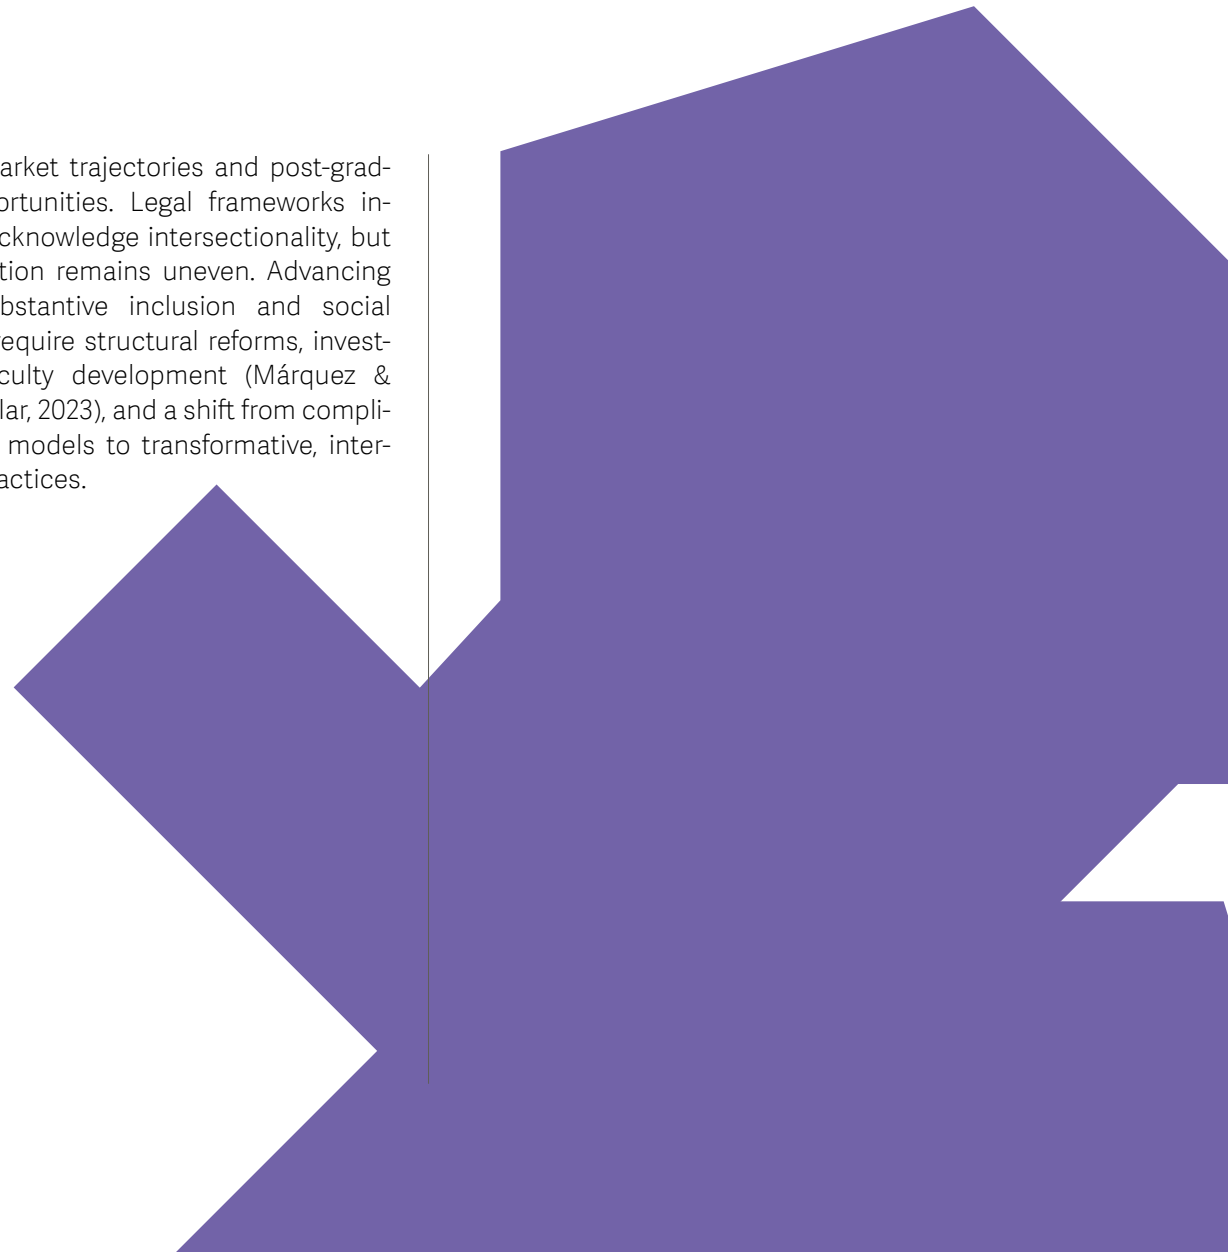 arket trajectories and post-grad-
ortunities. Legal frameworks in-
cknowledge intersectionality, but
tion remains uneven. Advancing
bstantive inclusion and social
equire structural reforms, invest-
culty development (Márquez &
lar, 2023), and a shift from compli-
models to transformative, inter-
actices.